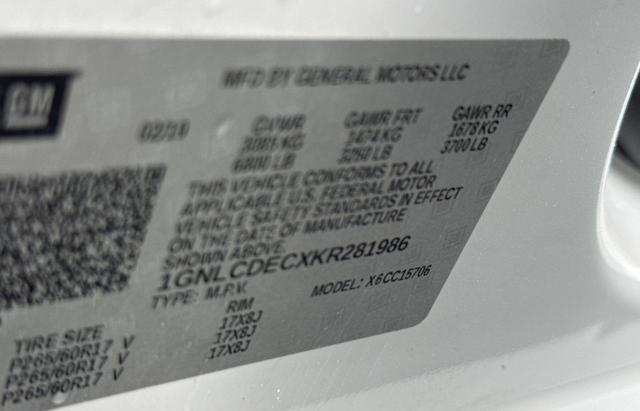 GM
MFD BY GENERAL MOTORS LLC
02/19 GVWR GAWR FRT GAWR RR
3085 KG 1474 KG 1678 KG
6800 LB 3250 LB 3700 LB
THIS VEHICLE CONFORMS TO ALL
APPLICABLE U.S. FEDERAL MOTOR
VEHICLE SAFETY STANDARDS IN EFFECT
ON THE DATE OF MANUFACTURE
SHOWN ABOVE.
1GNLCDECXKR281986
TYPE: M.P.V. MODEL: X6CC15706
TIRE SIZE RIM
P265/60R17 V 17X8J
P265/60R17 V 17X8J
P265/60R17 V 17X8J